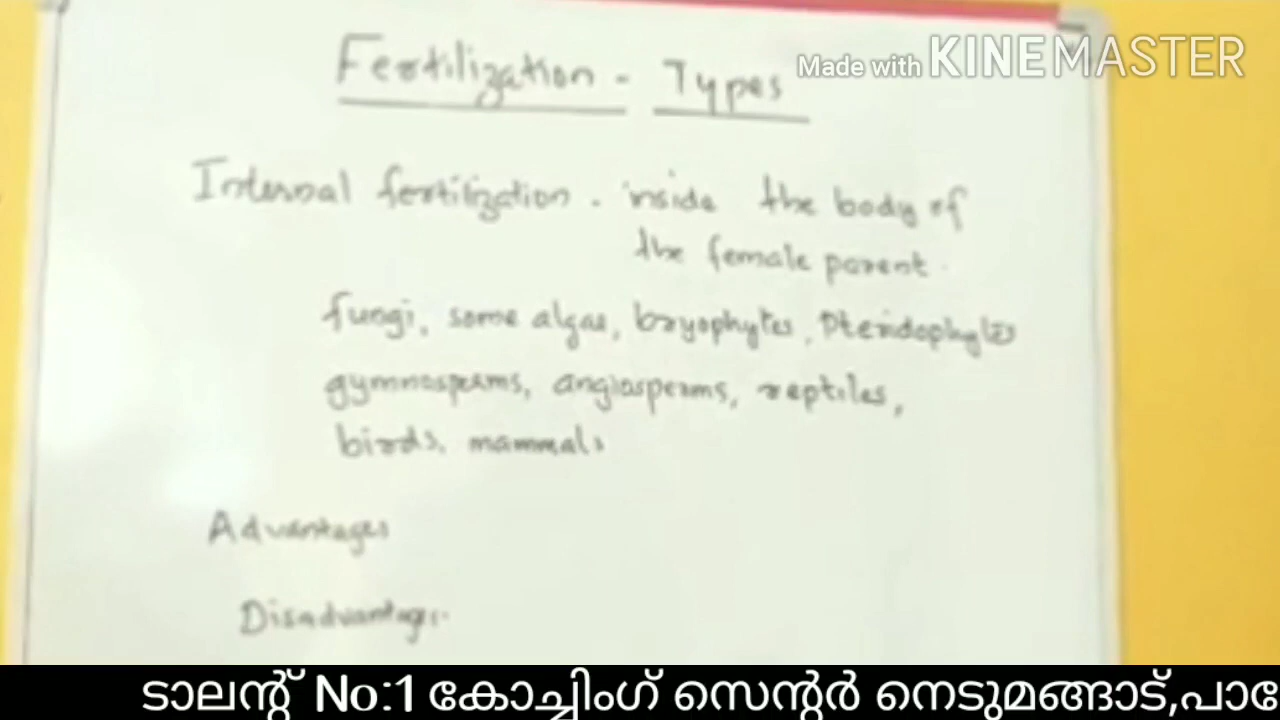 Fertilization - Types
Made with KINEMASTER
Internal fertilization . inside the body of
the female parent .
fungi, some algae, bryophytes, Pteridophytes
gymnosperms, angiosperms, reptiles,
birds, mammals
Advantages
Disadvantages.
ടാലന്റ് No:1 കോച്ചിംഗ് സെന്റർ നെടുമങ്ങാട്,പാലേ